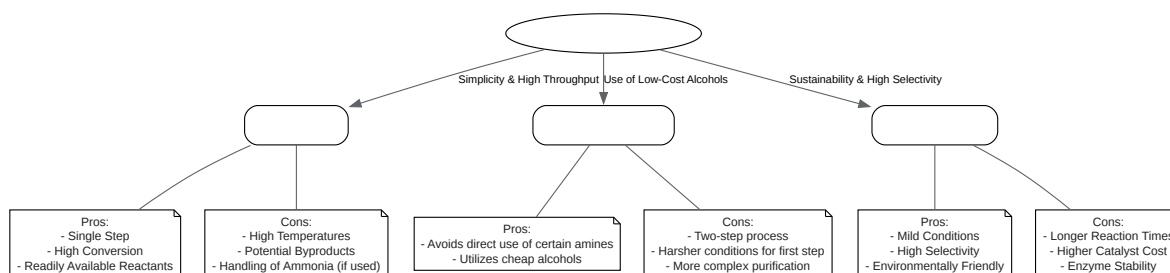 Simplicity & High Throughput
Use of Low-Cost Alcohols
Sustainability & High Selectivity
Pros:
- Single Step
- High Conversion
- Readily Available Reactants
Cons:
- High Temperatures
- Potential Byproducts
- Handling of Ammonia (if used)
Pros:
- Avoids direct use of certain amines
- Utilizes cheap alcohols
Cons:
- Two-step process
- Harsher conditions for first step
- More complex purification
Pros:
- Mild Conditions
- High Selectivity
- Environmentally Friendly
Cons:
- Longer Reaction Times
- Higher Catalyst Cost
- Enzyme Stability